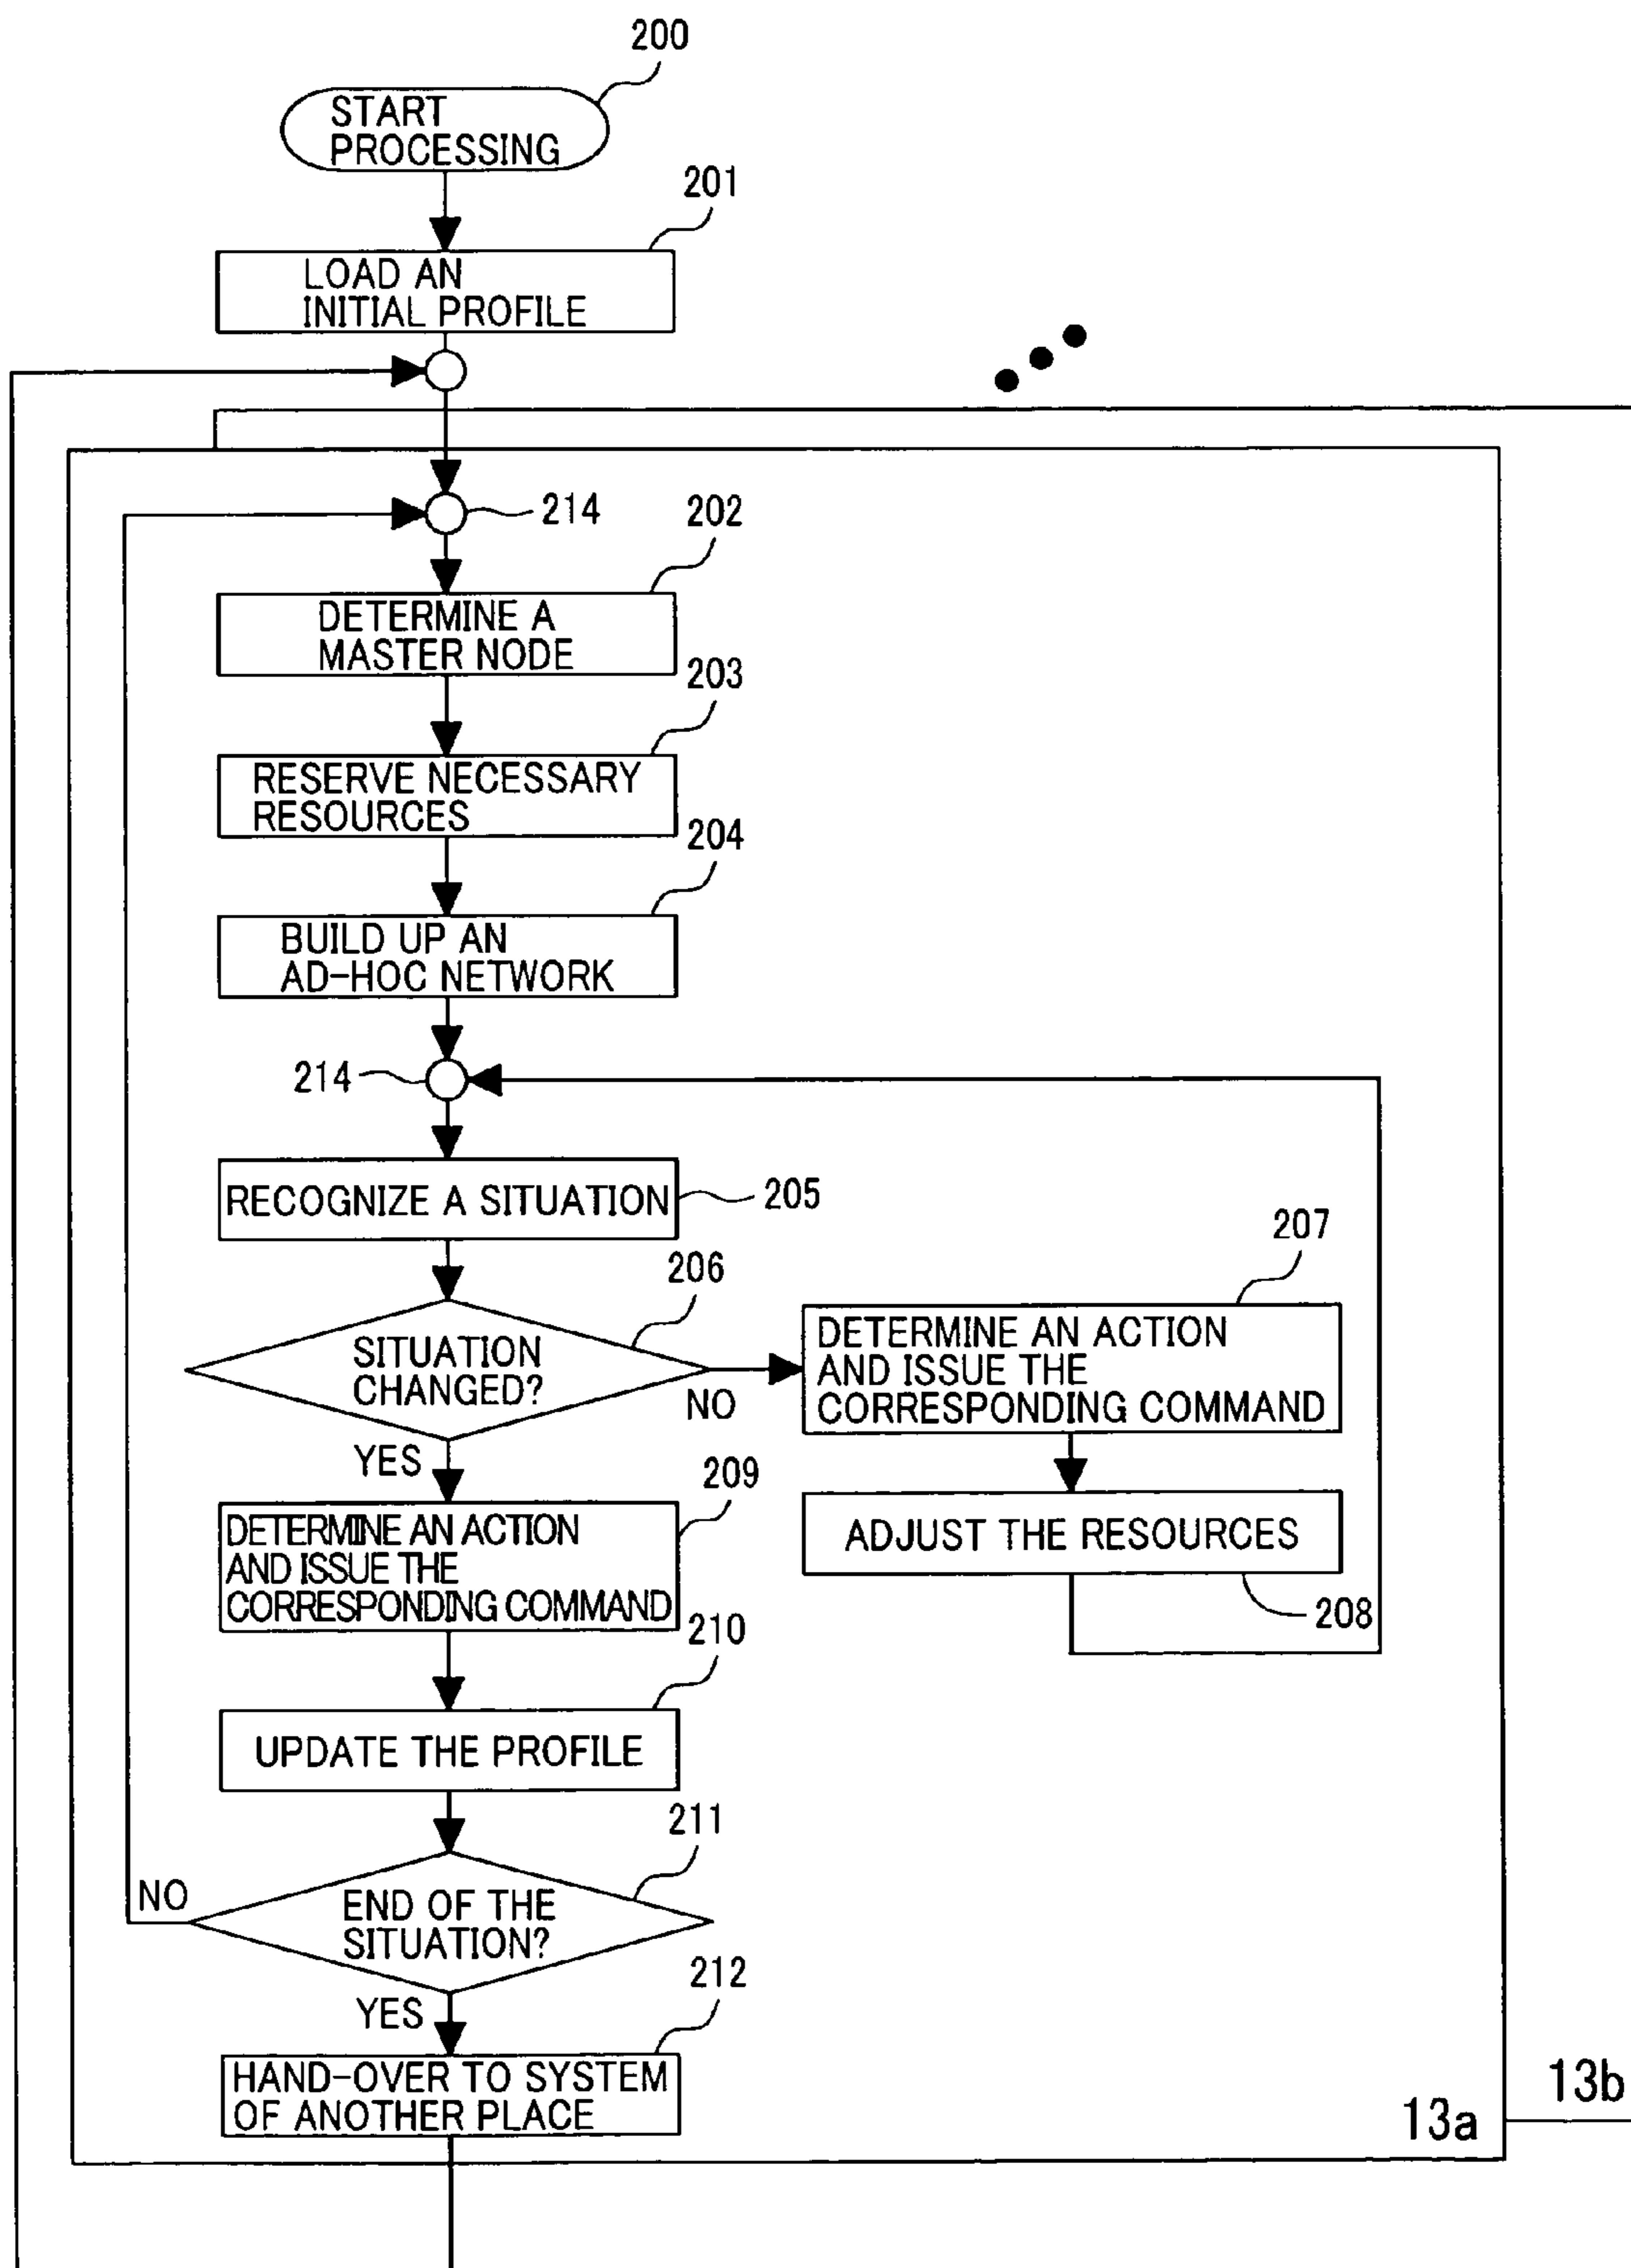 200
START
PROCESSING
201
LOAD AN
INITIAL PROFILE
214
202
DETERMINE A
MASTER NODE
203
RESERVE NECESSARY
RESOURCES
204
BUILD UP AN
AD-HOC NETWORK
214
RECOGNIZE A SITUATION
205
206
SITUATION
CHANGED?
NO
YES
207
DETERMINE AN ACTION
AND ISSUE THE
CORRESPONDING COMMAND
ADJUST THE RESOURCES
208
209
DETERMINE AN ACTION
AND ISSUE THE
CORRESPONDING COMMAND
210
UPDATE THE PROFILE
211
END OF THE
SITUATION?
NO
YES
212
HAND-OVER TO SYSTEM
OF ANOTHER PLACE
13a
13b